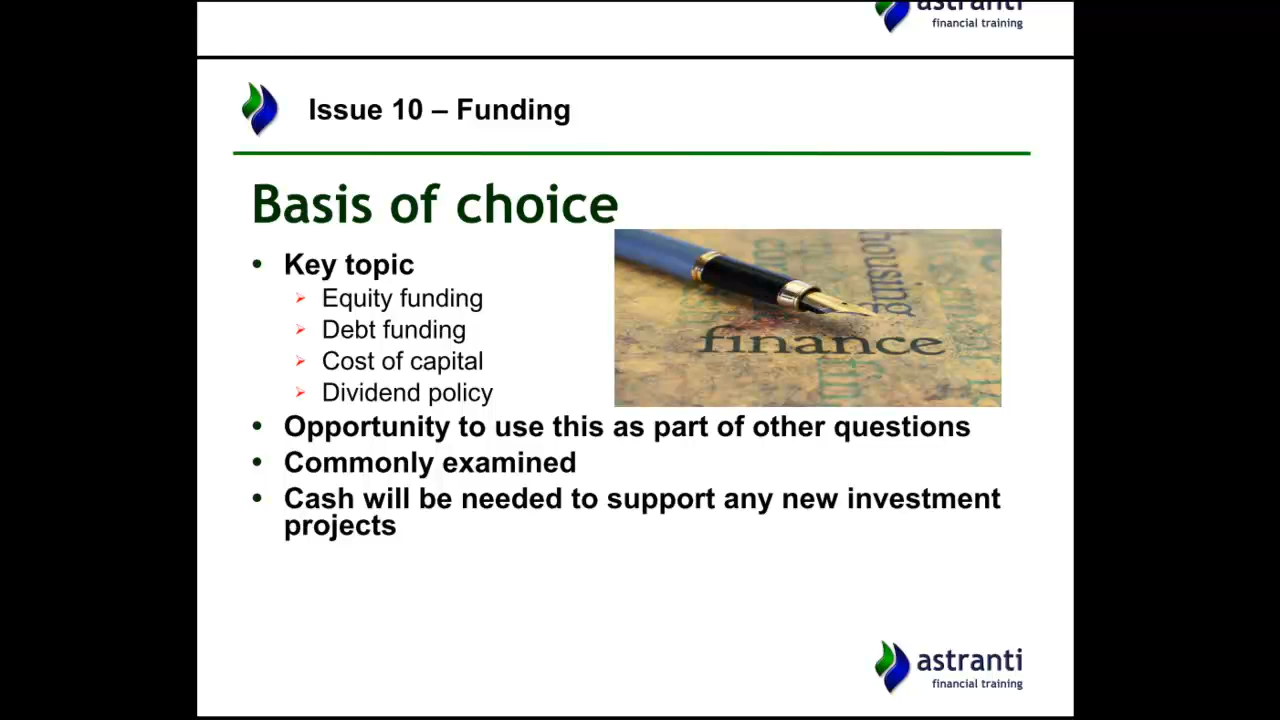 astranti
financial training
Issue 10 – Funding
Basis of choice
• Key topic
Equity funding
Debt funding
Cost of capital
Dividend policy
housing
finance
• Opportunity to use this as part of other questions
• Commonly examined
• Cash will be needed to support any new investment
projects
astranti
financial training